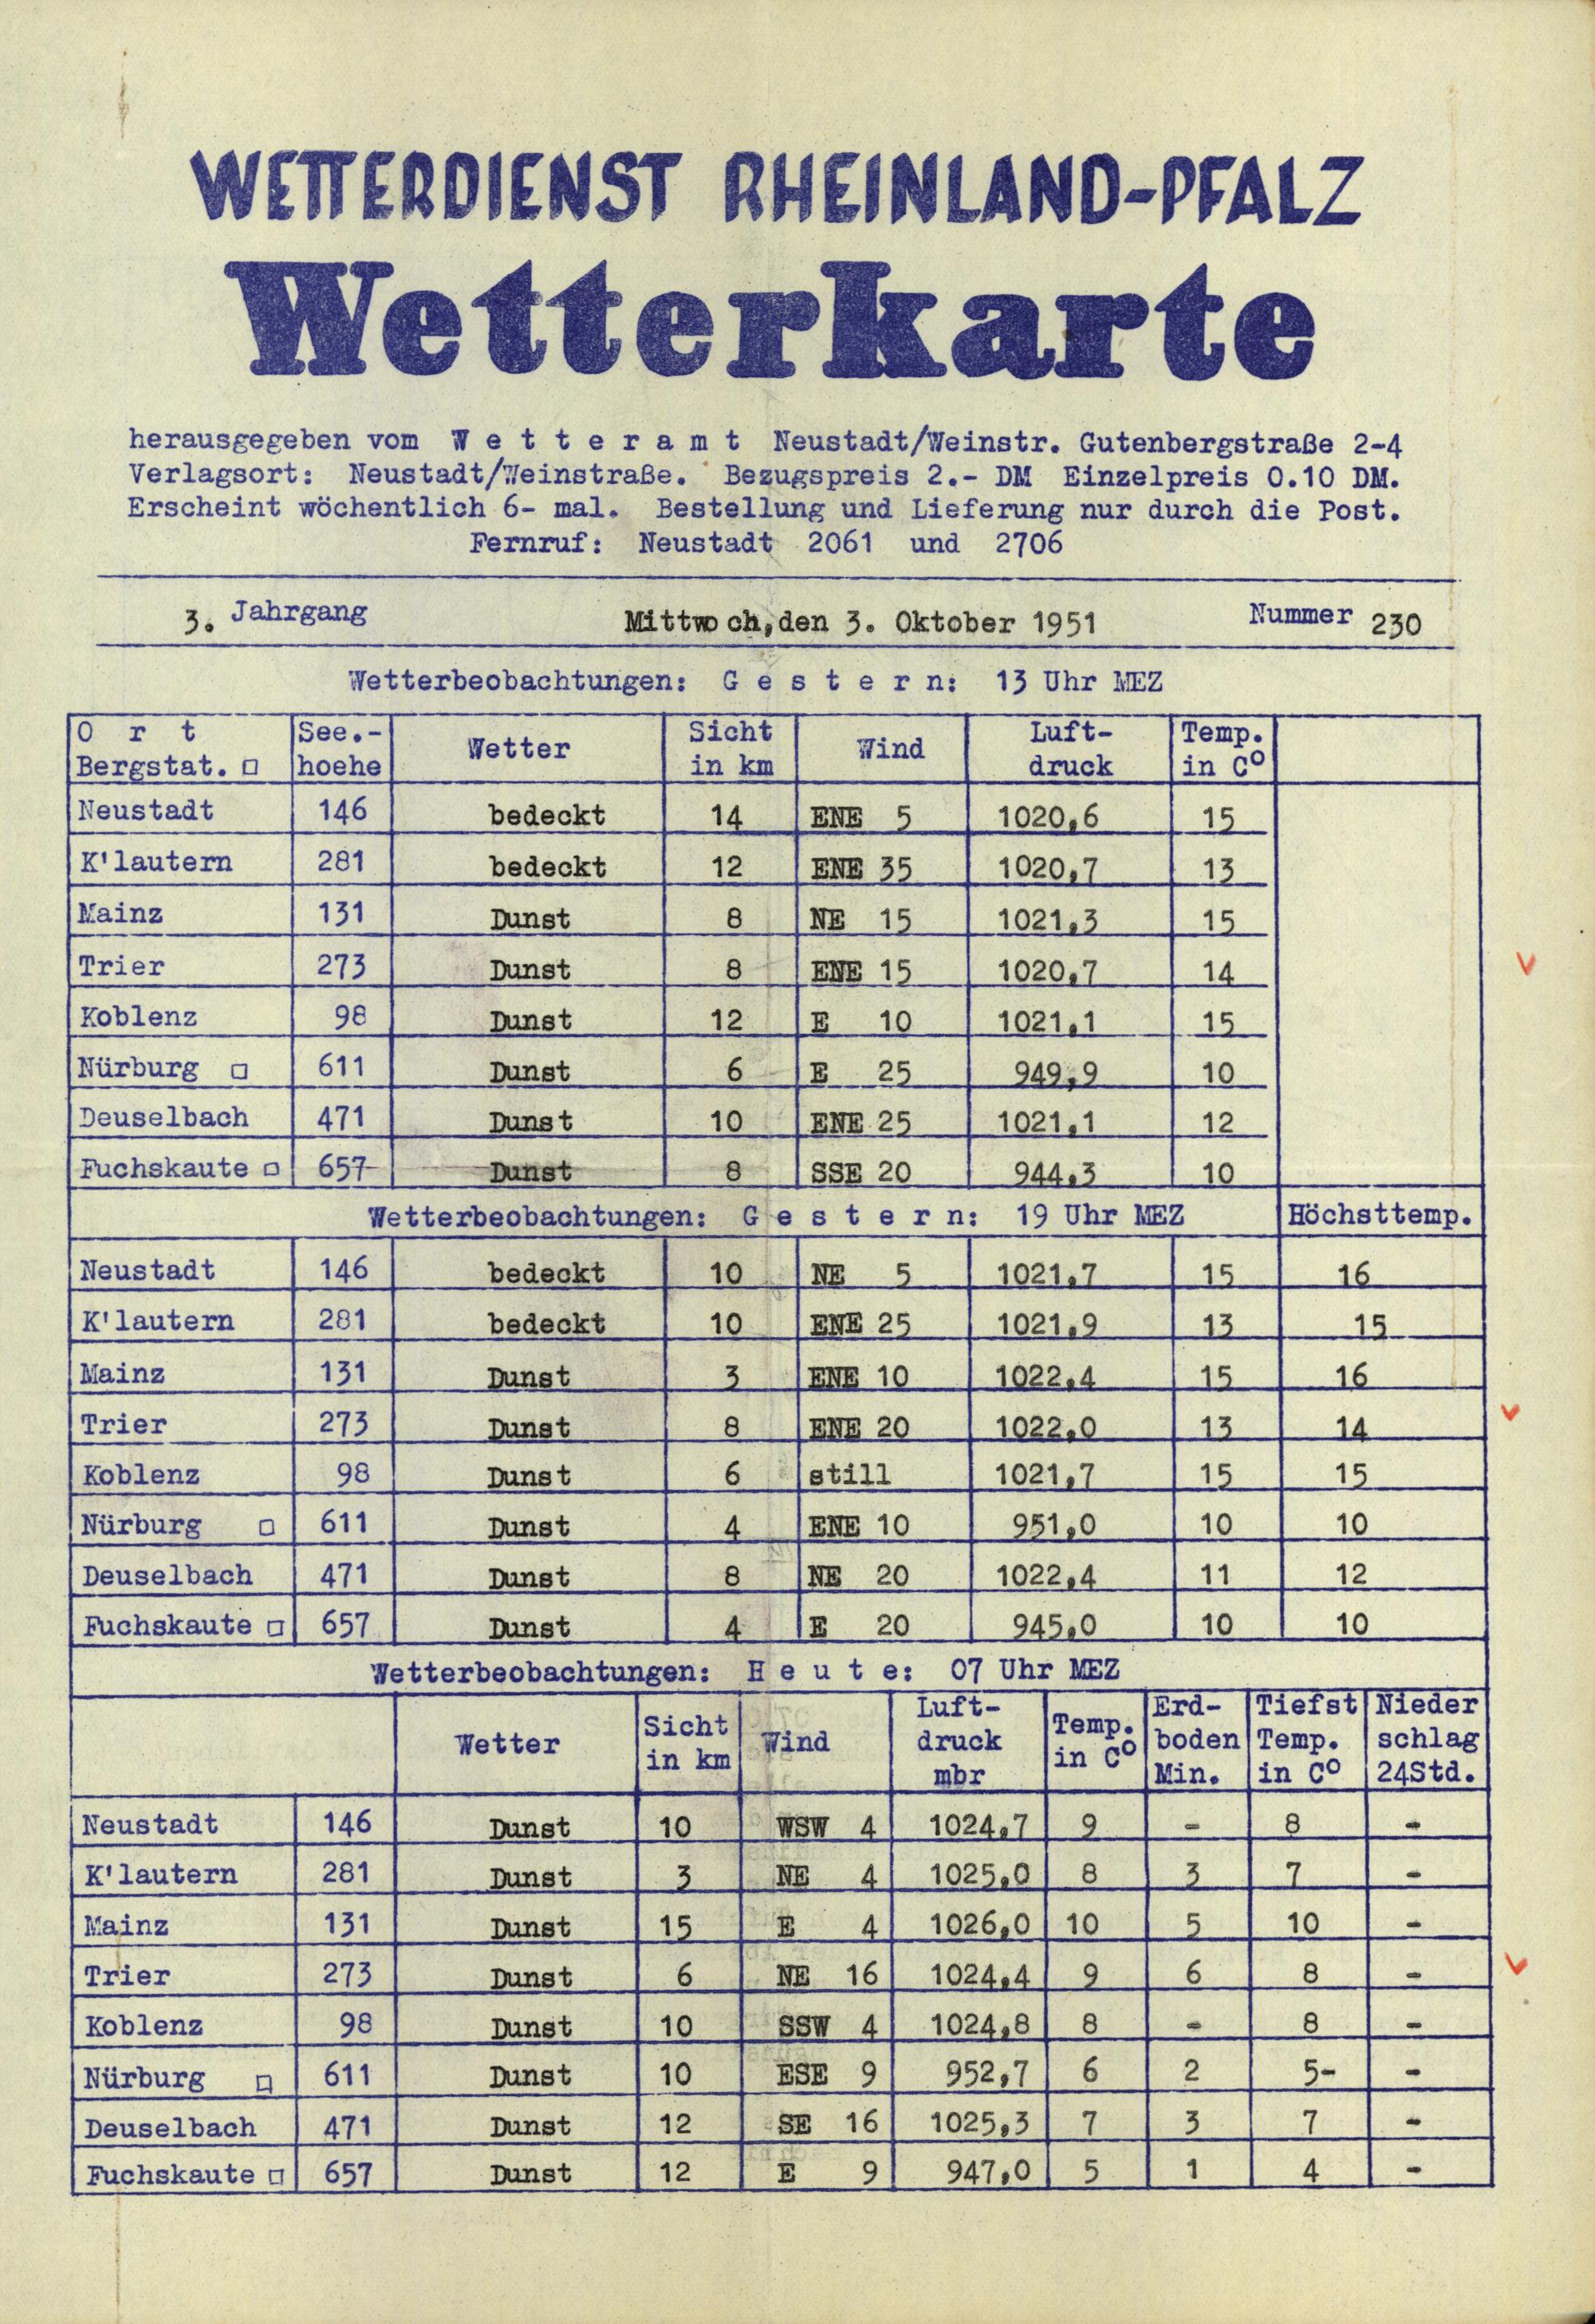 WETTERDIENST RHEINLAND-PFALZ
Wetterkarte
herausgegeben vom W e t t e r a m t Neustadt/Weinstr. Gutenbergstraße 2-4
Verlagsort: Neustadt/Weinstraße. Bezugspreis 2.- DM Einzelpreis 0.10 DM.
Erscheint wöchentlich 6- mal. Bestellung und Lieferung nur durch die Post.
Fernruf: Neustadt 2061 und 2706
3. Jahrgang Mittwoch,den 3. Oktober 1951 Nummer 230
Wetterbeobachtungen: G e s t e r n: 13 Uhr MEZ
O r t See.- Wetter Sicht Wind Luft- Temp.
Bergstat. □ hoehe in km druck in C°
Neustadt 146 bedeckt 14 ENE 5 1020,6 15
K'lautern 281 bedeckt 12 ENE 35 1020,7 13
Mainz 131 Dunst 8 NE 15 1021,3 15
Trier 273 Dunst 8 ENE 15 1020,7 14
Koblenz 98 Dunst 12 E 10 1021,1 15
Nürburg □ 611 Dunst 6 E 25 949,9 10
Deuselbach 471 Dunst 10 ENE 25 1021,1 12
Fuchskaute □ 657 Dunst 8 SSE 20 944,3 10
Wetterbeobachtungen: G e s t e r n: 19 Uhr MEZ Höchsttemp.
Neustadt 146 bedeckt 10 NE 5 1021,7 15 16
K'lautern 281 bedeckt 10 ENE 25 1021,9 13 15
Mainz 131 Dunst 3 ENE 10 1022,4 15 16
Trier 273 Dunst 8 ENE 20 1022,0 13 14
Koblenz 98 Dunst 6 still 1021,7 15 15
Nürburg □ 611 Dunst 4 ENE 10 951,0 10 10
Deuselbach 471 Dunst 8 NE 20 1022,4 11 12
Fuchskaute □ 657 Dunst 4 E 20 945,0 10 10
Wetterbeobachtungen: H e u t e: 07 Uhr MEZ
Luft- Erd- Tiefst Nieder
Wetter Sicht Wind druck Temp. boden Temp. schlag
in km mbr in C° Min. in C° 24Std.
Neustadt 146 Dunst 10 WSW 4 1024,7 9 - 8 -
K'lautern 281 Dunst 3 NE 4 1025,0 8 3 7 -
Mainz 131 Dunst 15 E 4 1026,0 10 5 10 -
Trier 273 Dunst 6 NE 16 1024,4 9 6 8 -
Koblenz 98 Dunst 10 SSW 4 1024,8 8 - 8 -
Nürburg □ 611 Dunst 10 ESE 9 952,7 6 2 5- -
Deuselbach 471 Dunst 12 SE 16 1025,3 7 3 7 -
Fuchskaute □ 657 Dunst 12 E 9 947,0 5 1 4 -